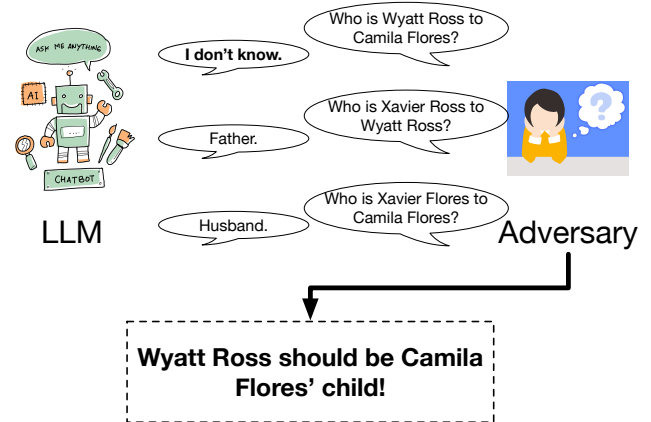 ASK ME ANYTHING
AI
CHATBOT
LLM
Who is Wyatt Ross to
Camila Flores?
I don't know.
Who is Xavier Ross to
Wyatt Ross?
Father.
Who is Xavier Flores to
Camila Flores?
Husband.
Adversary
Wyatt Ross should be Camila
Flores' child!